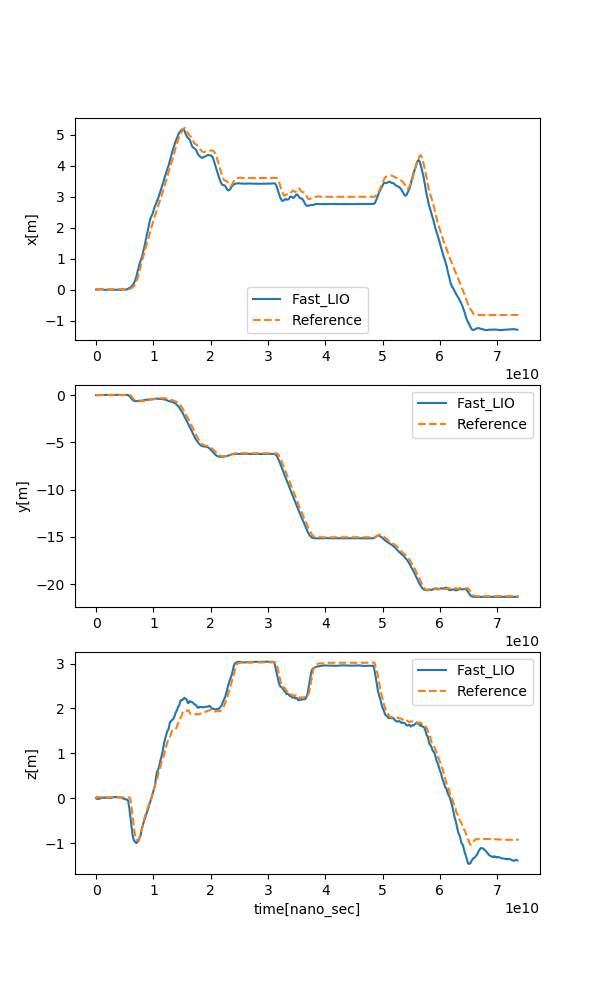 x[m]
5
4
3
2
1
0
−1
Fast_LIO
Reference
0 1 2 3 4 5 6 7
1e10
y[m]
0
−5
−10
−15
−20
Fast_LIO
Reference
0 1 2 3 4 5 6 7
1e10
z[m]
3
2
1
0
−1
Fast_LIO
Reference
0 1 2 3 4 5 6 7
time[nano_sec]
1e10